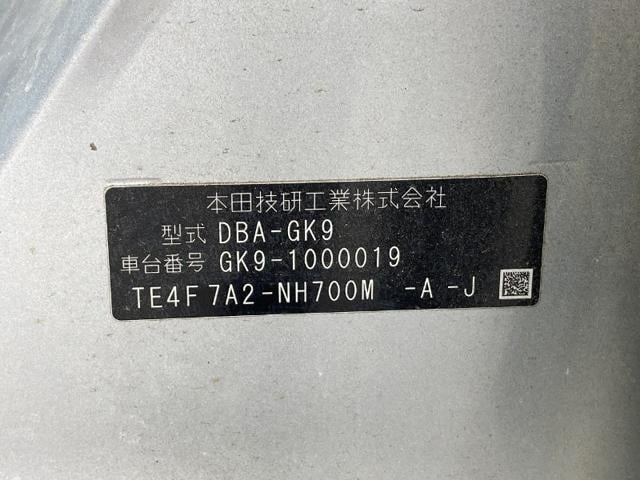 本田技研工業株式会社
型式 DBA-GK9
車台番号 GK9-1000019
TE4F 7A2-NH700M -A -J